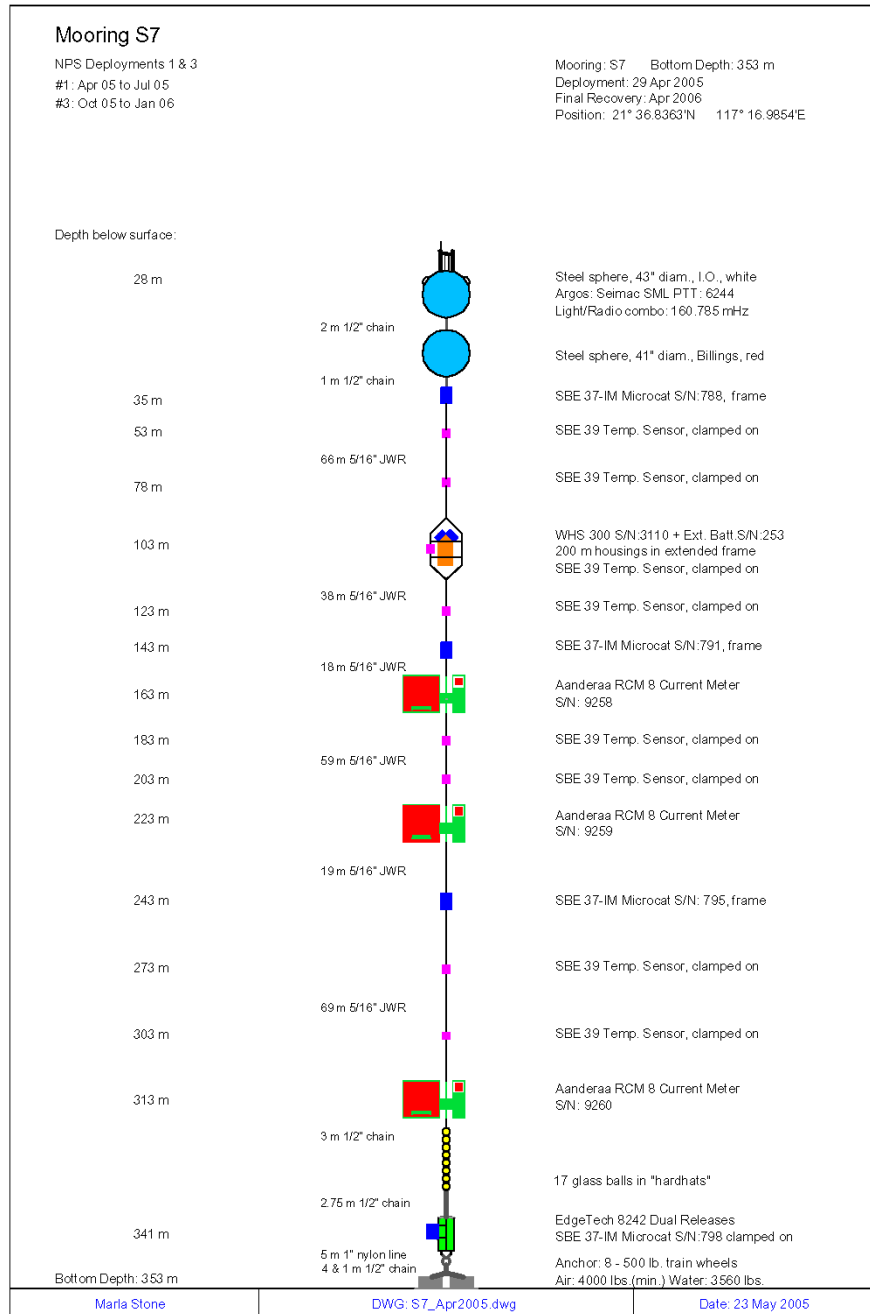 Mooring S7
NPS Deployments 1 & 3
#1: Apr 05 to Jul 05
#3: Oct 05 to Jan 06
Mooring: S7 Bottom Depth: 353 m
Deployment: 29 Apr 2005
Final Recovery: Apr 2006
Position: 21° 36.8363'N 117° 16.9854'E
Depth below surface:
28 m
Steel sphere, 43" diam., I.O., white
Argos: Seimac SML PTT: 6244
Light/Radio combo: 160.785 mHz
2 m 1/2" chain
Steel sphere, 41" diam., Billings, red
1 m 1/2" chain
35 m
SBE 37-IM Microcat S/N:788, frame
53 m
SBE 39 Temp. Sensor, clamped on
66 m 5/16" JWR
78 m
SBE 39 Temp. Sensor, clamped on
103 m
WHS 300 S/N:3110 + Ext. Batt.S/N:253
200 m housings in extended frame
SBE 39 Temp. Sensor, clamped on
38 m 5/16" JWR
123 m
SBE 39 Temp. Sensor, clamped on
143 m
SBE 37-IM Microcat S/N:791, frame
18 m 5/16" JWR
163 m
Aanderaa RCM 8 Current Meter
S/N: 9258
183 m
SBE 39 Temp. Sensor, clamped on
59 m 5/16" JWR
203 m
SBE 39 Temp. Sensor, clamped on
223 m
Aanderaa RCM 8 Current Meter
S/N: 9259
19 m 5/16" JWR
243 m
SBE 37-IM Microcat S/N: 795, frame
273 m
SBE 39 Temp. Sensor, clamped on
69 m 5/16" JWR
303 m
SBE 39 Temp. Sensor, clamped on
313 m
Aanderaa RCM 8 Current Meter
S/N: 9260
3 m 1/2" chain
17 glass balls in "hardhats"
2.75 m 1/2" chain
341 m
EdgeTech 8242 Dual Releases
SBE 37-IM Microcat S/N:798 clamped on
5 m 1" nylon line
4 & 1 m 1/2" chain
Anchor: 8 - 500 lb. train wheels
Air: 4000 lbs.(min.) Water: 3560 lbs.
Bottom Depth: 353 m
Marla Stone
DWG: S7_Apr2005.dwg
Date: 23 May 2005